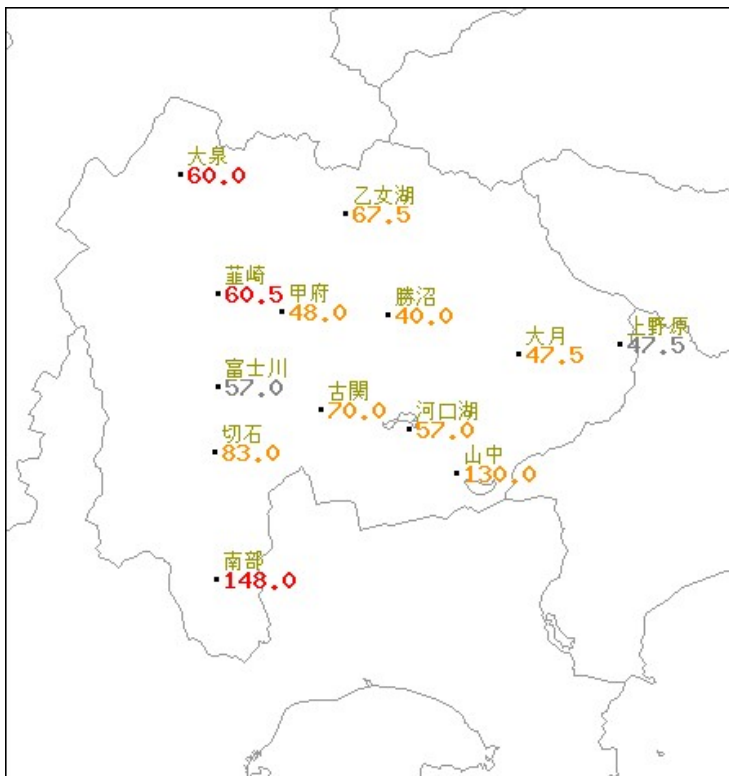 大泉
60.0
乙女湖
67.5
韮崎
60.5
甲府
48.0
勝沼
40.0
上野原
47.5
大月
47.5
富士川
57.0
古関
70.0
河口湖
57.0
切石
83.0
山中
130.0
南部
148.0